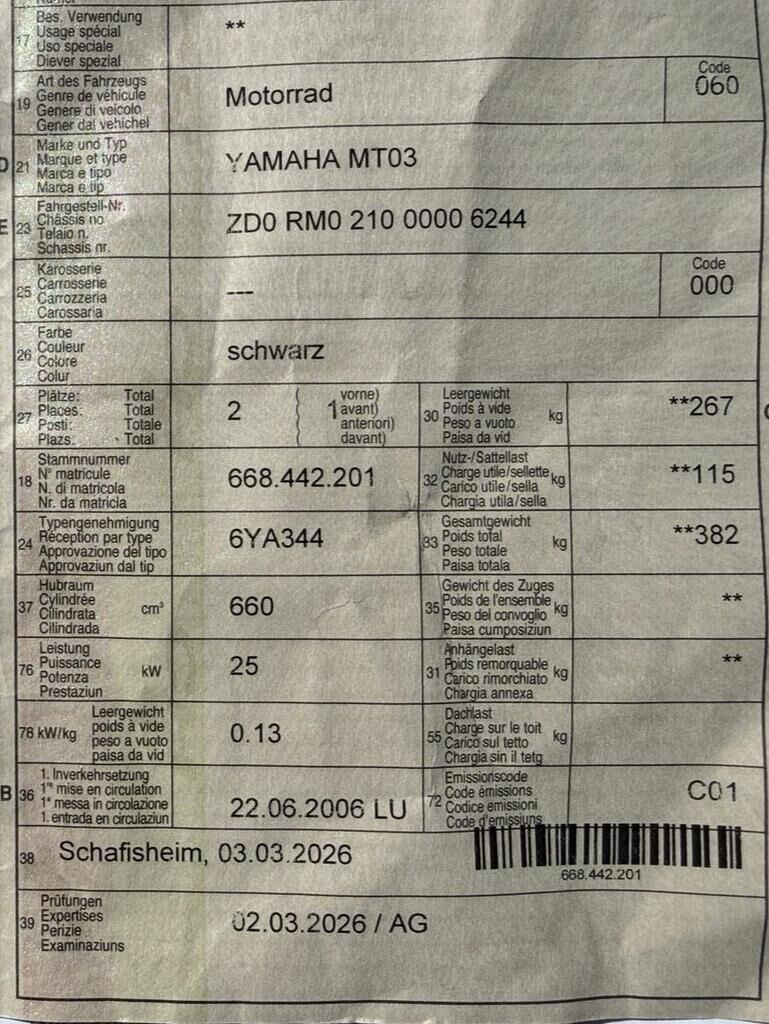 17 Bes. Verwendung
Usage spécial
Uso speciale
Diever spezial
**
19 Art des Fahrzeugs
Genre de véhicule
Genere di veicolo
Gener dal vehichel
Motorrad
Code
060
D 21 Marke und Typ
Marque et type
Marca e tipo
Marca e tip
YAMAHA MT03
E 23 Fahrgestell-Nr.
Châssis no
Telaio n.
Schassis nr.
ZD0 RM0 210 0000 6244
25 Karosserie
Carrosserie
Carrozzeria
Carossaria
---
Code
000
26 Farbe
Couleur
Colore
Colur
schwarz
27 Plätze: Total
Places: Total
Posti: Totale
Plazs: Total
2
1
vorne)
avant)
anteriori)
davant)
30 Leergewicht
Poids à vide
Peso a vuoto
Paisa da vid
kg
**267
18 Stammnummer
N° matricule
N. di matricola
Nr. da matricla
668.442.201
32 Nutz-/Sattellast
Charge utile/sellette
Carico utile/sella
Chargia utila/sella
kg
**115
24 Typengenehmigung
Réception par type
Approvazione del tipo
Approvaziun dal tip
6YA344
33 Gesamtgewicht
Poids total
Peso totale
Paisa totala
kg
**382
37 Hubraum
Cylindrée
Cilindrata
Cilindrada
cm³
660
35 Gewicht des Zuges
Poids de l'ensemble
Peso del convoglio
Paisa cumposiziun
kg
**
76 Leistung
Puissance
Potenza
Prestaziun
kW
25
31 Anhängelast
Poids remorquable
Carico rimorchiato
Chargia annexa
kg
**
78 kW/kg
Leergewicht
poids à vide
peso a vuoto
paisa da vid
0.13
55 Dachlast
Charge sur le toit
Carico sul tetto
Chargia sin il tetg
kg
B 36 1. Inverkehrsetzung
1re mise en circulation
1a messa in circolazione
1. entrada en circulaziun
22.06.2006 LU
72 Emissionscode
Code émissions
Codice emissioni
Code d'emissiuns
C01
38 Schafisheim, 03.03.2026
668.442.201
39 Prüfungen
Expertises
Perizie
Examinaziuns
02.03.2026 / AG